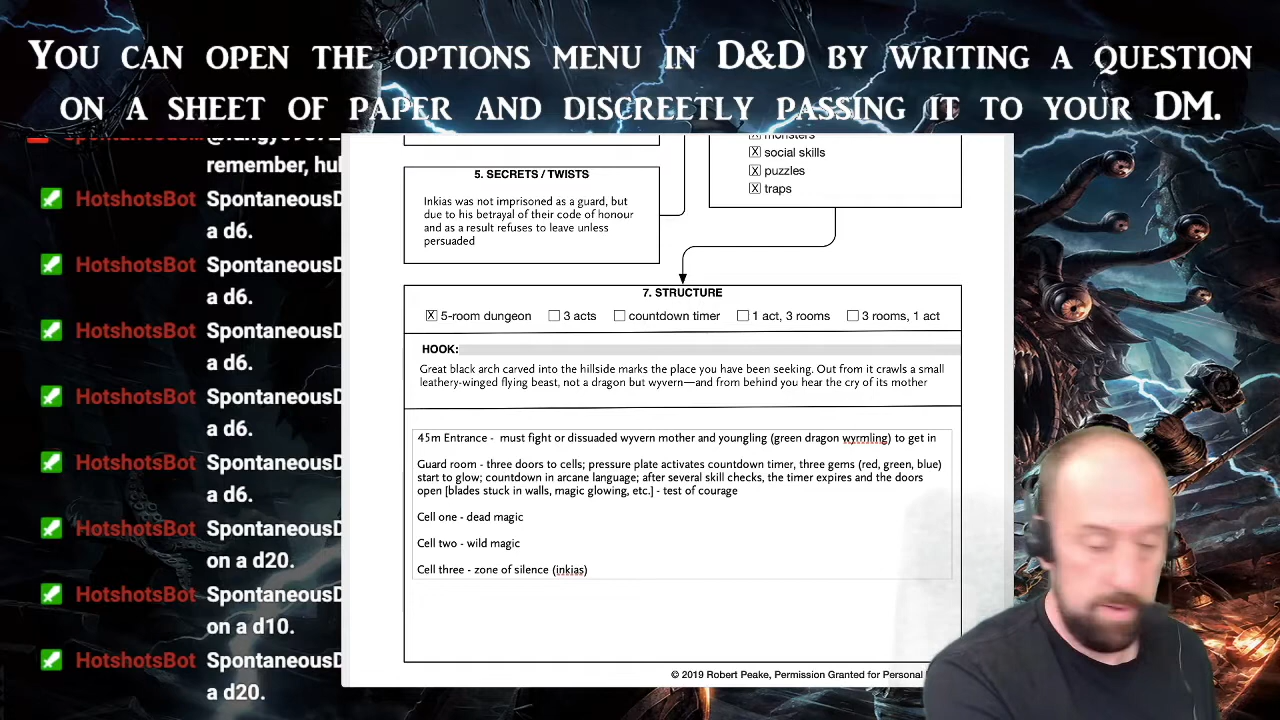 You can open the options menu in D&D by writing a question
on a sheet of paper and discreetly passing it to your DM.
remember,
HotshotsBot
a d6.
HotshotsBot
a d6.
HotshotsBot
a d6.
HotshotsBot
a d6.
HotshotsBot
a d6.
HotshotsBot
on a d20.
HotshotsBot
on a d10.
HotshotsBot
a d20.
monsters
X social skills
X puzzles
X traps
5. SECRETS / TWISTS
Inkias was not imprisoned as a guard, but
due to his betrayal of their code of honour
and as a result refuses to leave unless
persuaded
7. STRUCTURE
X 5-room dungeon 3 acts countdown timer 1 act, 3 rooms 3 rooms, 1 act
HOOK:
Great black arch carved into the hillside marks the place you have been seeking. Out from it crawls a small
leathery-winged flying beast, not a dragon but wyvern—and from behind you hear the cry of its mother
45m Entrance - must fight or dissuaded wyvern mother and youngling (green dragon wyrmling) to get in
Guard room - three doors to cells; pressure plate activates countdown timer, three gems (red, green, blue)
start to glow; countdown in arcane language; after several skill checks, the timer expires and the doors
open [blades stuck in walls, magic glowing, etc.] - test of courage
Cell one - dead magic
Cell two - wild magic
Cell three - zone of silence (inkias)
© 2019 Robert Peake, Permission Granted for Personal